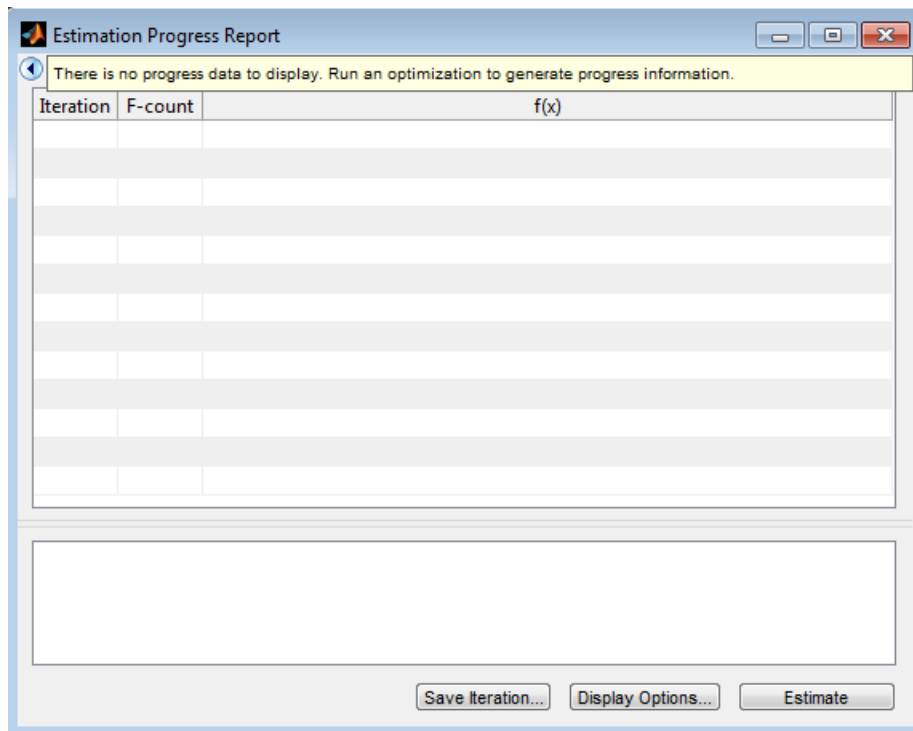 Estimation Progress Report
There is no progress data to display. Run an optimization to generate progress information.
Iteration F-count f(x)
Save Iteration... Display Options... Estimate